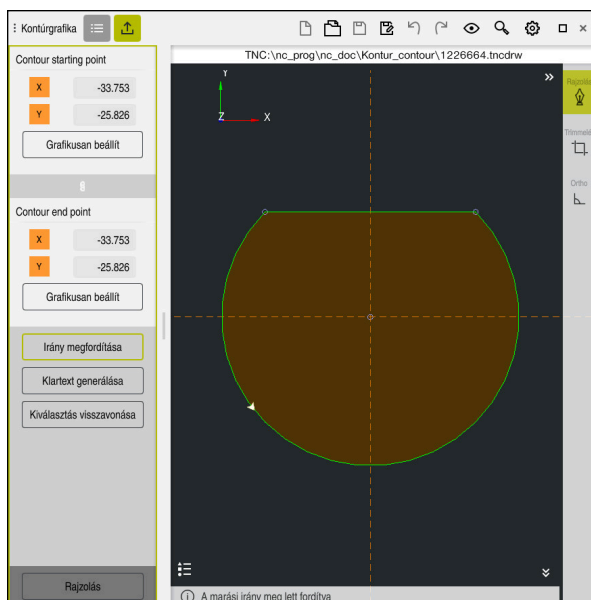 Kontúrgrafika
TNC:\nc_prog\nc_doc\Kontur_contour\1226664.tncdrw
Contour starting point
X -33.753
Y -25.826
Grafikusan beállít
Contour end point
X -33.753
Y -25.826
Grafikusan beállít
Irány megfordítása
Klartext generálása
Kiválasztás visszavonása
Rajzolás
Y
Z X
Rajzolás
Trimmelé
Ortho
A marási irány meg lett fordítva